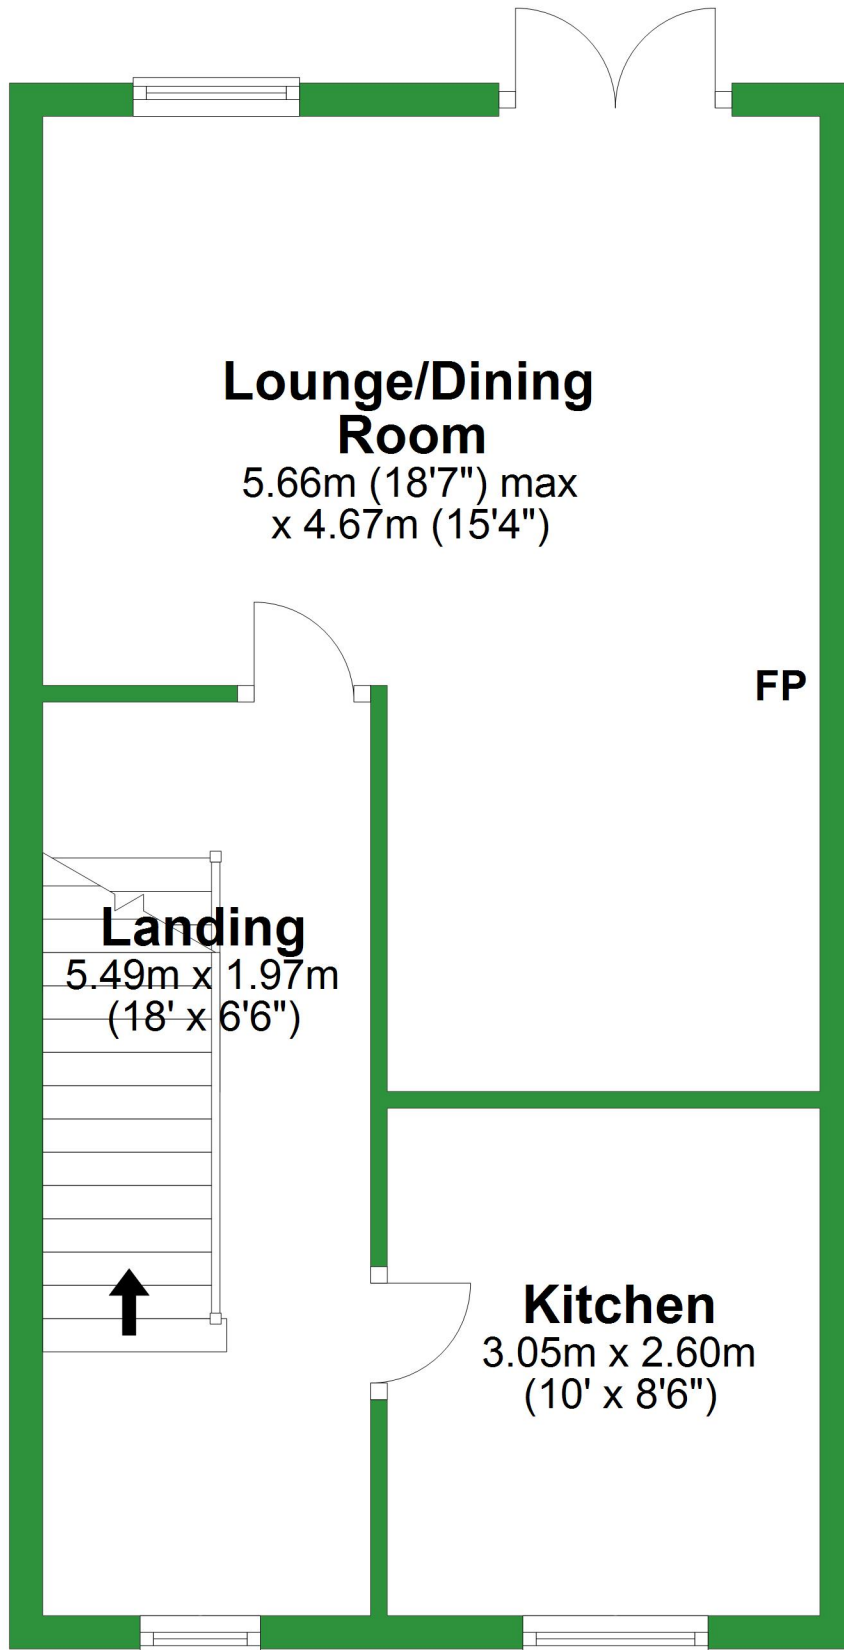 Lounge/Dining
Room
5.66m (18'7") max
x 4.67m (15'4")
FP
Landing
5.49m x 1.97m
(18' x 6'6")
Kitchen
3.05m x 2.60m
(10' x 8'6")